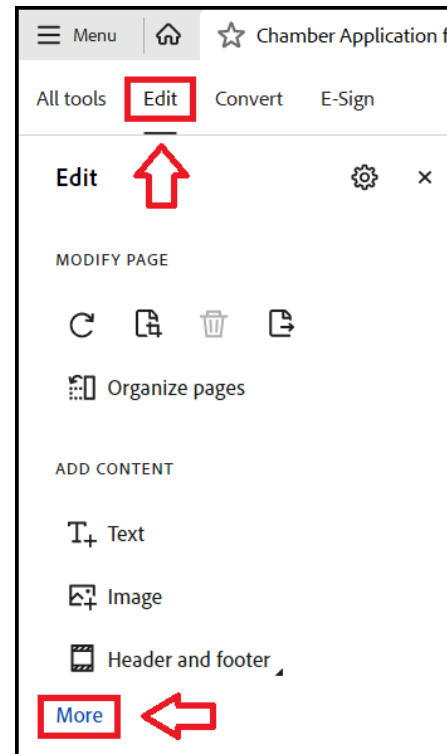 Menu
Chamber Application f
All tools Edit Convert E-Sign
Edit
MODIFY PAGE
Organize pages
ADD CONTENT
Text
Image
Header and footer
More